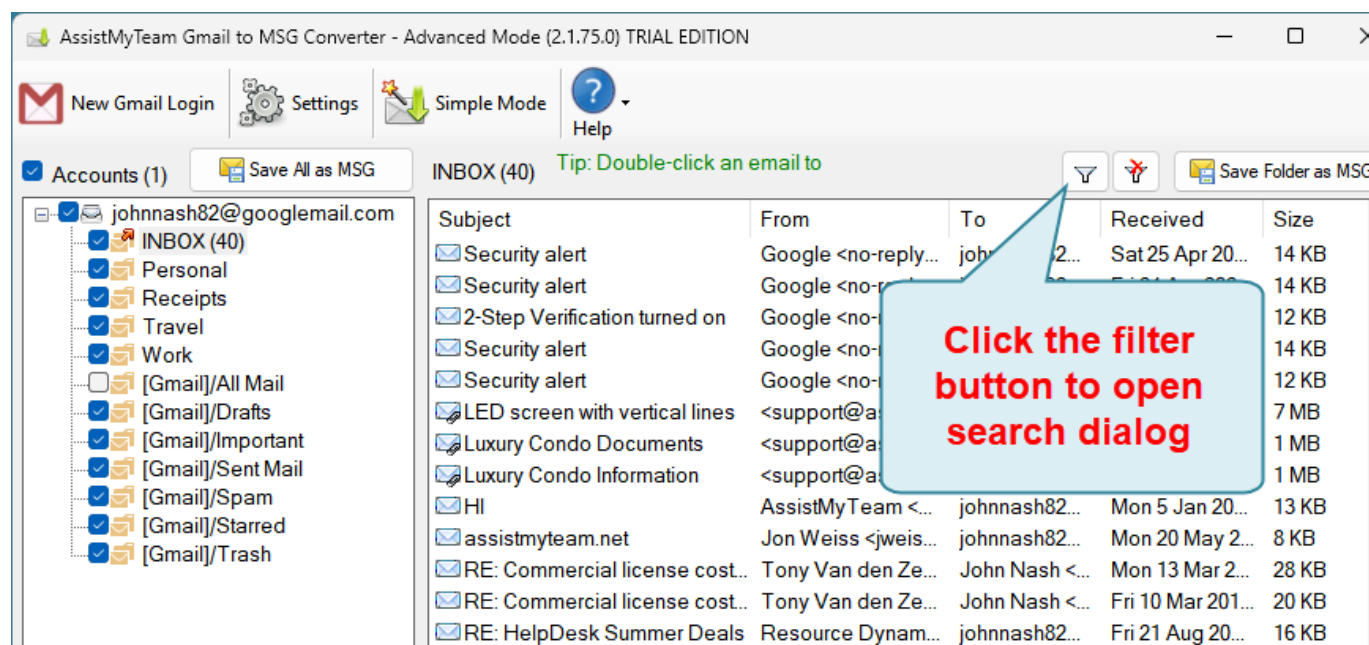 AssistMyTeam Gmail to MSG Converter - Advanced Mode (2.1.75.0) TRIAL EDITION
New Gmail Login
Settings
Simple Mode
Help
Accounts (1)
Save All as MSG
INBOX (40)
Tip: Double-click an email to
Save Folder as MSG
johnnash82@googlemail.com
INBOX (40)
Personal
Receipts
Travel
Work
[Gmail]/All Mail
[Gmail]/Drafts
[Gmail]/Important
[Gmail]/Sent Mail
[Gmail]/Spam
[Gmail]/Starred
[Gmail]/Trash
Subject From To Received Size
Security alert Google <no-reply... Sat 25 Apr 20... 14 KB
Security alert Google 14 KB
2-Step Verification turned on Google 12 KB
Security alert Google 14 KB
Security alert Google 12 KB
LED screen with vertical lines 7 MB
Luxury Condo Documents 1 MB
Luxury Condo Information 1 MB
HI AssistMyTeam <... johnnash82... Mon 5 Jan 20... 13 KB
assistmyteam.net Jon Weiss <jweis... johnnash82... Mon 20 May 2... 8 KB
RE: Commercial license cost... Tony Van den Ze... John Nash <... Mon 13 Mar 2... 28 KB
RE: Commercial license cost... Tony Van den Ze... John Nash <... Fri 10 Mar 201... 20 KB
RE: HelpDesk Summer Deals Resource Dynam... johnnash82... Fri 21 Aug 20... 16 KB
Click the filter
button to open
search dialog